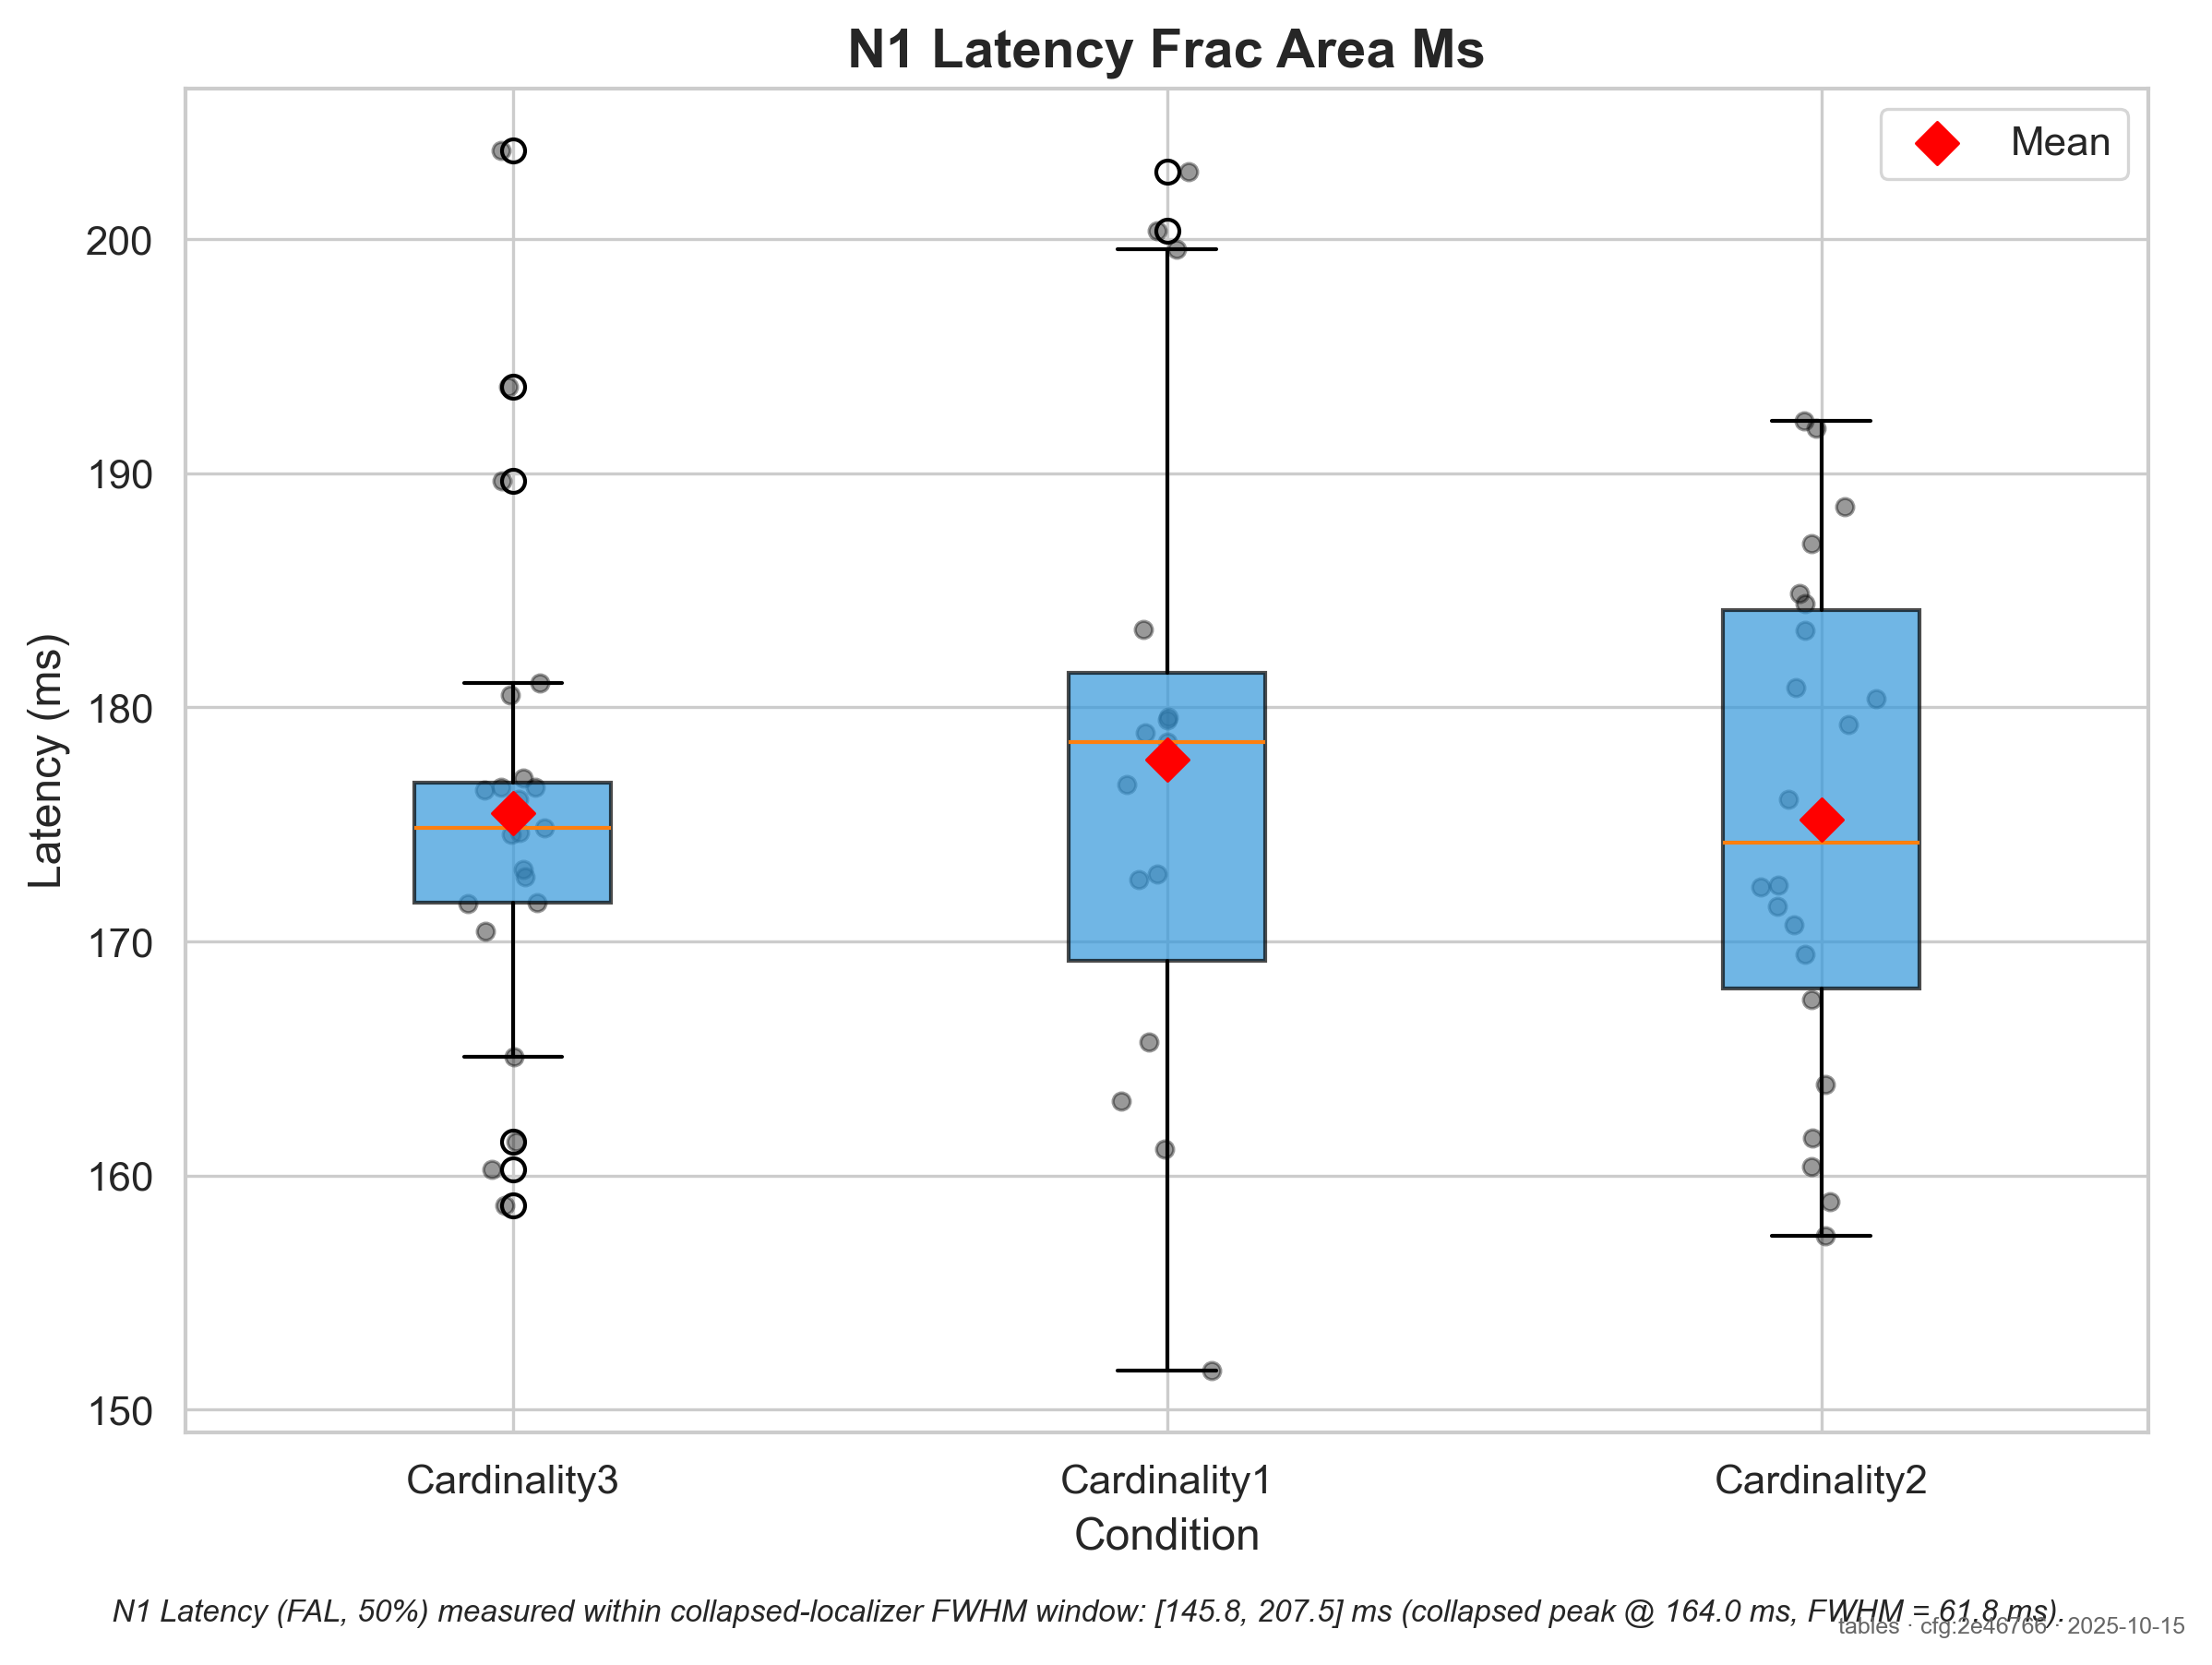 N1 Latency Frac Area Ms
Mean
200
190
180
170
160
150
Latency (ms)
Cardinality3
Cardinality1
Cardinality2
Condition
N1 Latency (FAL, 50%) measured within collapsed-localizer FWHM window: [145.8, 207.5] ms (collapsed peak @ 164.0 ms, FWHM = 61.8 ms).
tables · cfg:2e46766 · 2025-10-15